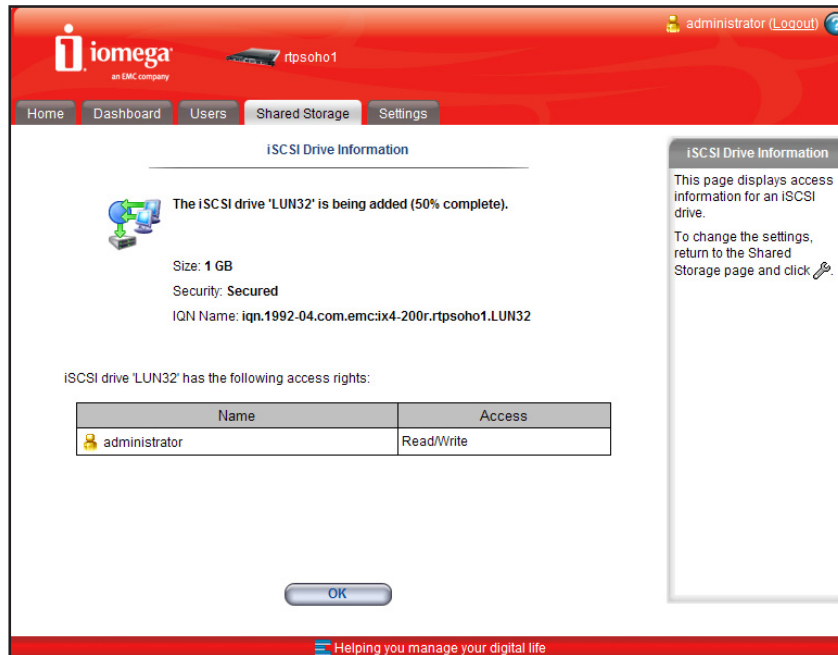 administrator (Logout)
iomega
an EMC company
rtpsoho1
Home Dashboard Users Shared Storage Settings
iSCSI Drive Information
The iSCSI drive 'LUN32' is being added (50% complete).
Size: 1 GB
Security: Secured
IQN Name: iqn.1992-04.com.emc:ix4-200r.rtpsoho1.LUN32
iSCSI drive 'LUN32' has the following access rights:
Name Access
administrator Read/Write
OK
iSCSI Drive Information
This page displays access
information for an iSCSI
drive.
To change the settings,
return to the Shared
Storage page and click .
Helping you manage your digital life